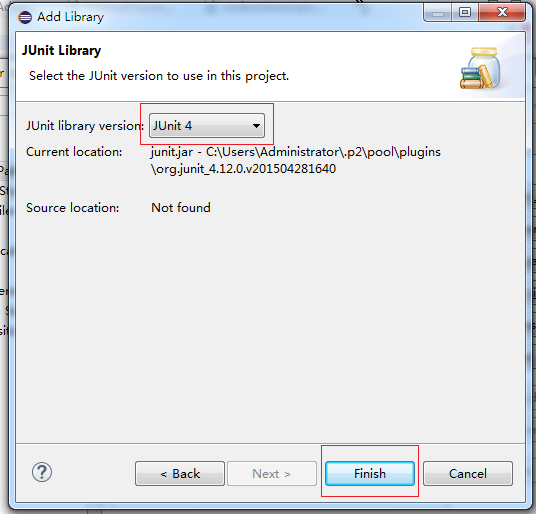 Add Library
JUnit Library
Select the JUnit version to use in this project.
JUnit library version: JUnit 4
Current location: junit.jar - C:\Users\Administrator\.p2\pool\plugins
\org.junit_4.12.0.v201504281640
Source location: Not found
?
< Back Next > Finish Cancel